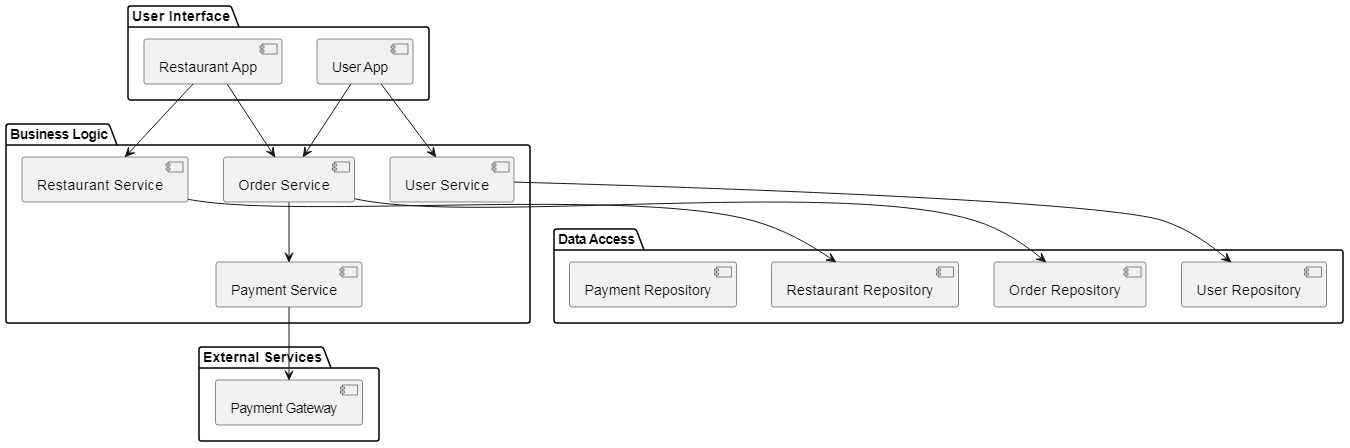 User Interface
Restaurant App
User App
Business Logic
Restaurant Service
Order Service
User Service
Data Access
Payment Service
Payment Repository
Restaurant Repository
Order Repository
User Repository
External Services
Payment Gateway